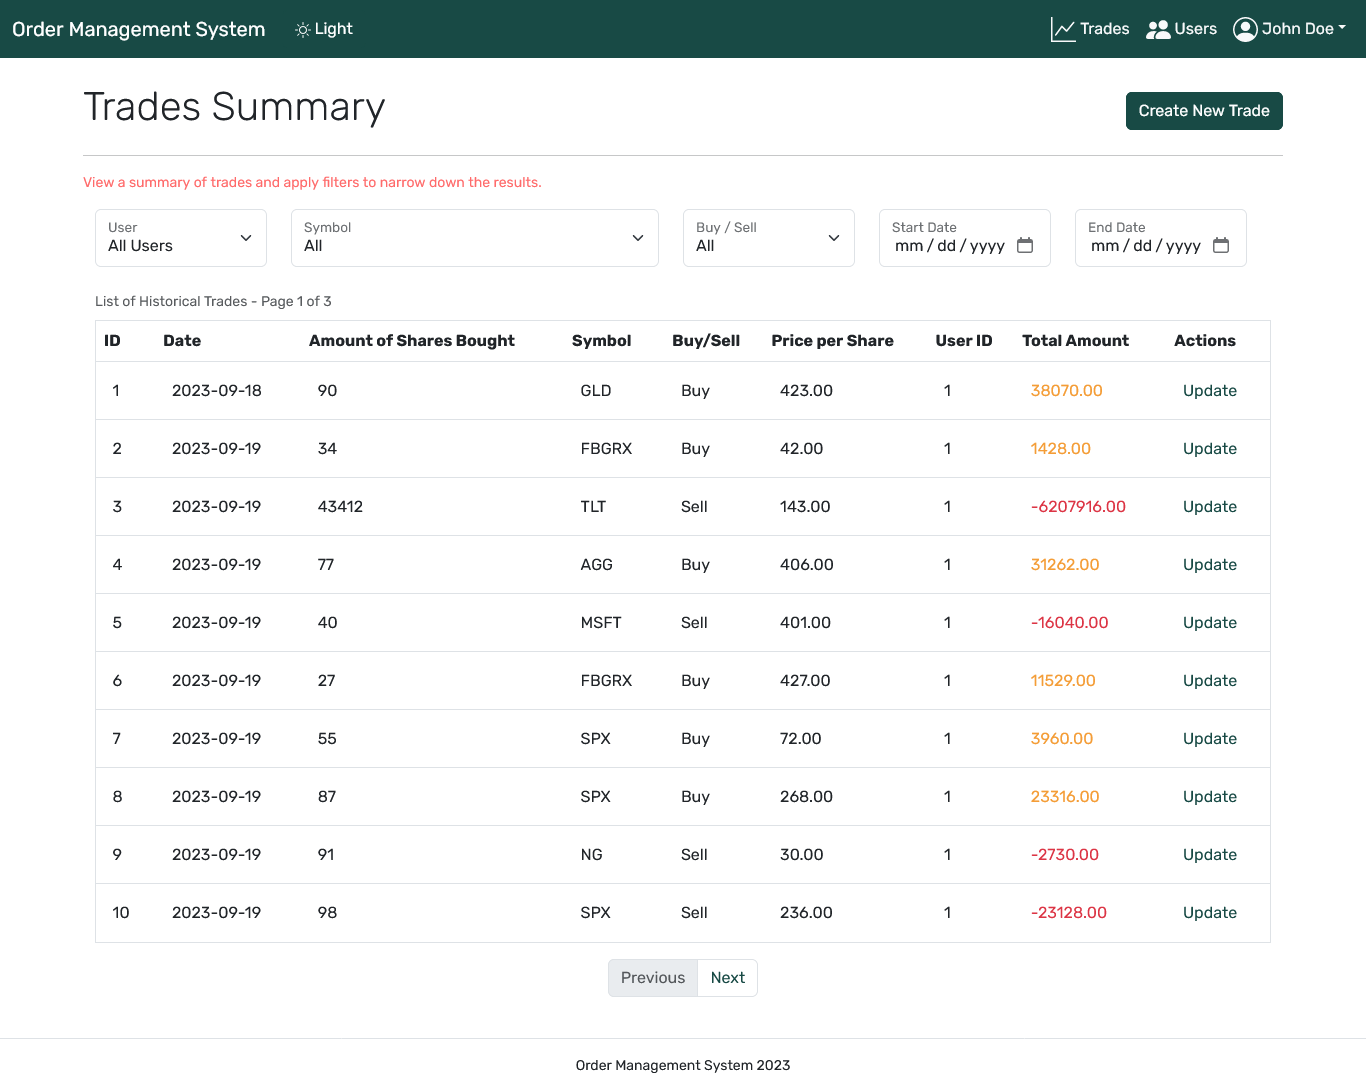 Order Management System Light Trades Users John Doe
Trades Summary
Create New Trade
View a summary of trades and apply filters to narrow down the results.
User Symbol Buy / Sell Start Date End Date
All Users All All mm / dd / yyyy mm / dd / yyyy
List of Historical Trades - Page 1 of 3
ID Date Amount of Shares Bought Symbol Buy/Sell Price per Share User ID Total Amount Actions
1 2023-09-18 90 GLD Buy 423.00 1 38070.00 Update
2 2023-09-19 34 FBGRX Buy 42.00 1 1428.00 Update
3 2023-09-19 43412 TLT Sell 143.00 1 -6207916.00 Update
4 2023-09-19 77 AGG Buy 406.00 1 31262.00 Update
5 2023-09-19 40 MSFT Sell 401.00 1 -16040.00 Update
6 2023-09-19 27 FBGRX Buy 427.00 1 11529.00 Update
7 2023-09-19 55 SPX Buy 72.00 1 3960.00 Update
8 2023-09-19 87 SPX Buy 268.00 1 23316.00 Update
9 2023-09-19 91 NG Sell 30.00 1 -2730.00 Update
10 2023-09-19 98 SPX Sell 236.00 1 -23128.00 Update
Previous Next
Order Management System 2023